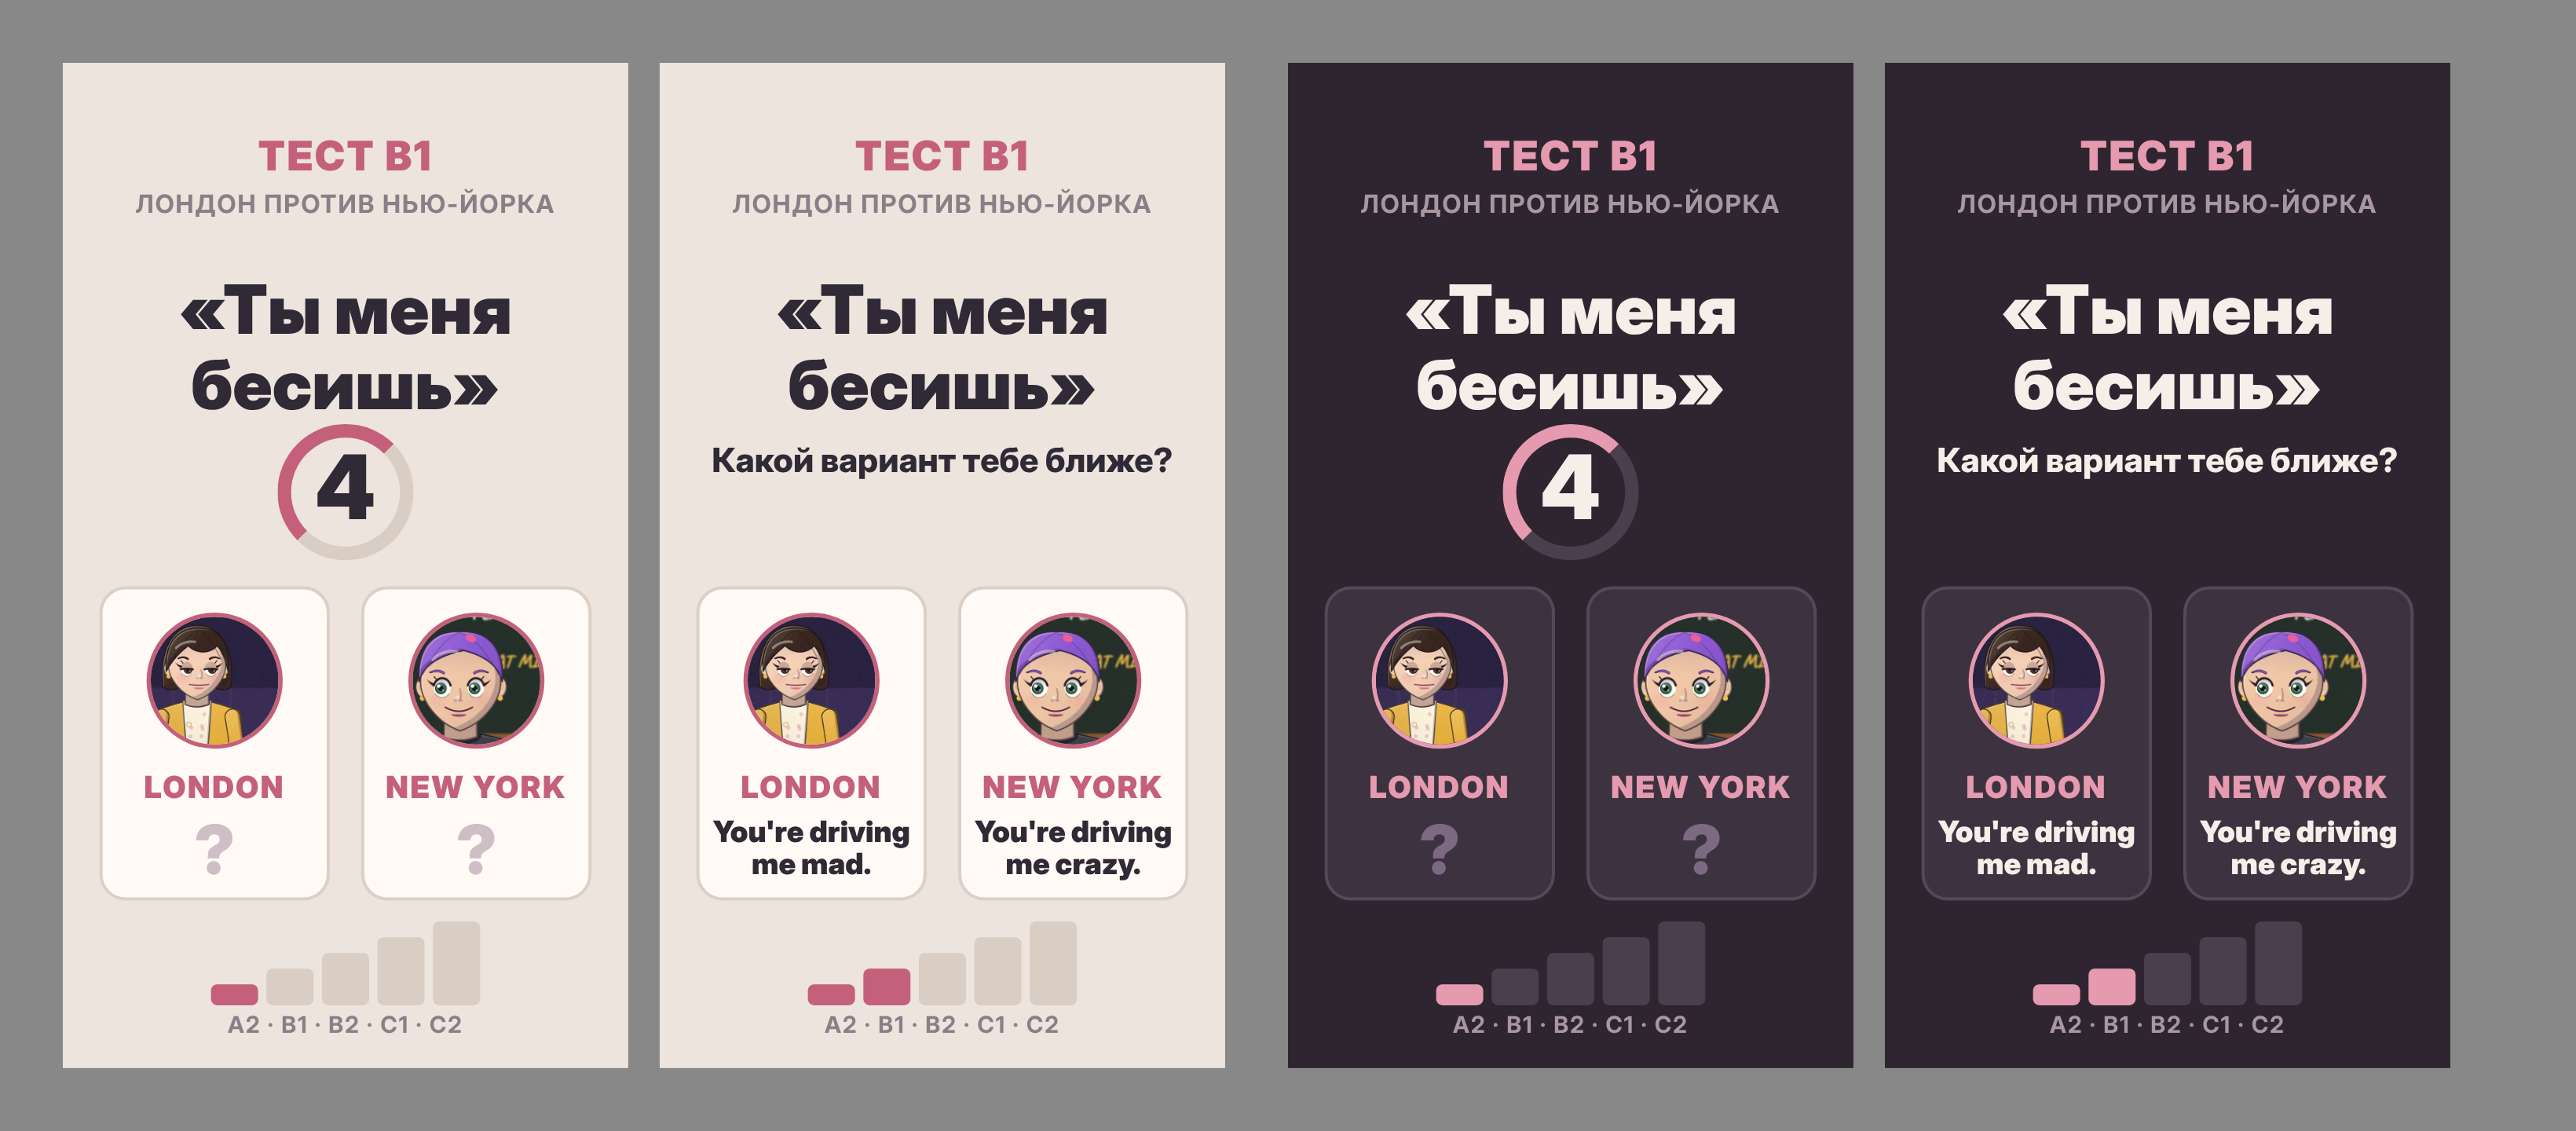 ТЕСТ B1
ЛОНДОН ПРОТИВ НЬЮ-ЙОРКА
«Ты меня
бесишь»
4
LONDON
?
NEW YORK
?
A2 · B1 · B2 · C1 · C2
ТЕСТ B1
ЛОНДОН ПРОТИВ НЬЮ-ЙОРКА
«Ты меня
бесишь»
Какой вариант тебе ближе?
LONDON
You're driving
me mad.
NEW YORK
You're driving
me crazy.
A2 · B1 · B2 · C1 · C2
ТЕСТ B1
ЛОНДОН ПРОТИВ НЬЮ-ЙОРКА
«Ты меня
бесишь»
4
LONDON
?
NEW YORK
?
A2 · B1 · B2 · C1 · C2
ТЕСТ B1
ЛОНДОН ПРОТИВ НЬЮ-ЙОРКА
«Ты меня
бесишь»
Какой вариант тебе ближе?
LONDON
You're driving
me mad.
NEW YORK
You're driving
me crazy.
A2 · B1 · B2 · C1 · C2